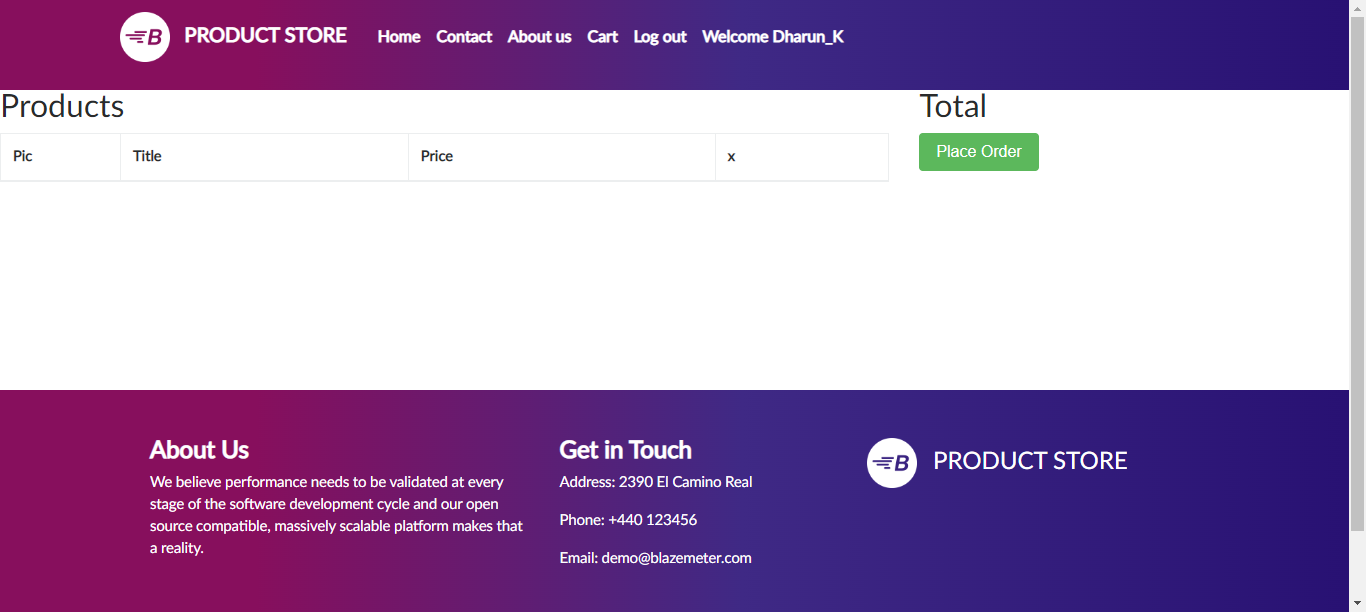 B PRODUCT STORE Home Contact About us Cart Log out Welcome Dharun_K
Products
Total
Pic Title Price x
Place Order
About Us
We believe performance needs to be validated at every
stage of the software development cycle and our open
source compatible, massively scalable platform makes that
a reality.
Get in Touch
Address: 2390 El Camino Real
Phone: +440 123456
Email: demo@blazemeter.com
B PRODUCT STORE